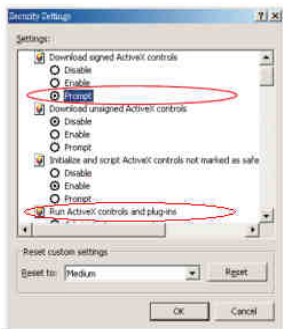 Security Settings
Settings:
Download signed ActiveX controls
Disable
Enable
Prompt
Download unsigned ActiveX controls
Disable
Enable
Prompt
Initialize and script ActiveX controls not marked as safe
Disable
Enable
Prompt
Run ActiveX controls and plug-ins
Reset custom settings
Reset to:
Medium
Reset
OK
Cancel